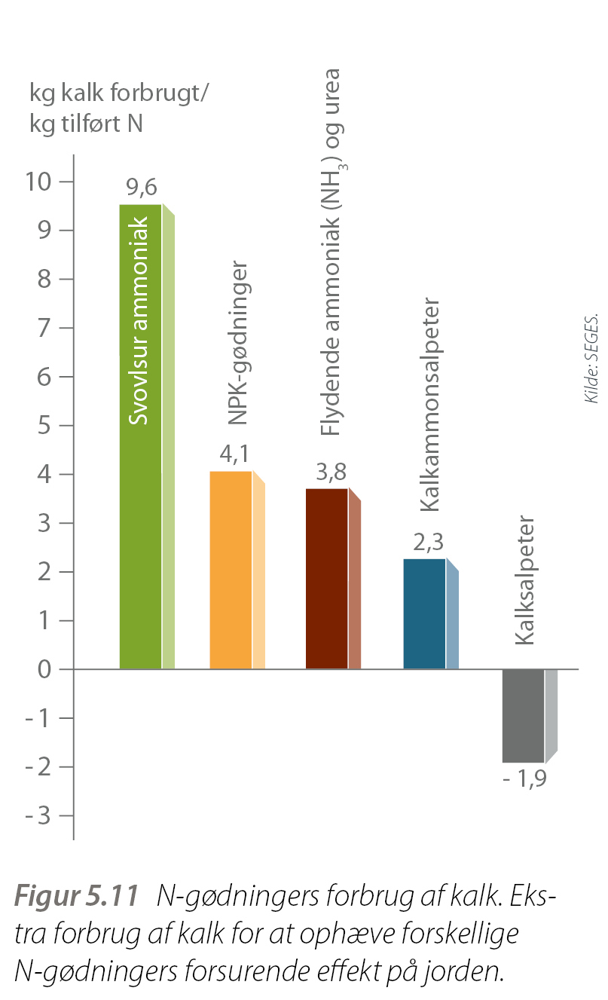 kg kalk forbrugt/
kg tilført N
10
9
8
7
6
5
4
3
2
1
0
- 1
- 2
- 3
9,6
Svovlsur ammoniak
4,1
NPK-gødninger
3,8
Flydende ammoniak (NH3) og urea
2,3
Kalkammonsalpeter
Kalksalpeter
- 1,9
Kilde: SEGES.
Figur 5.11 N-gødningers forbrug af kalk. Eks-
tra forbrug af kalk for at ophæve forskellige
N-gødningers forsurende effekt på jorden.